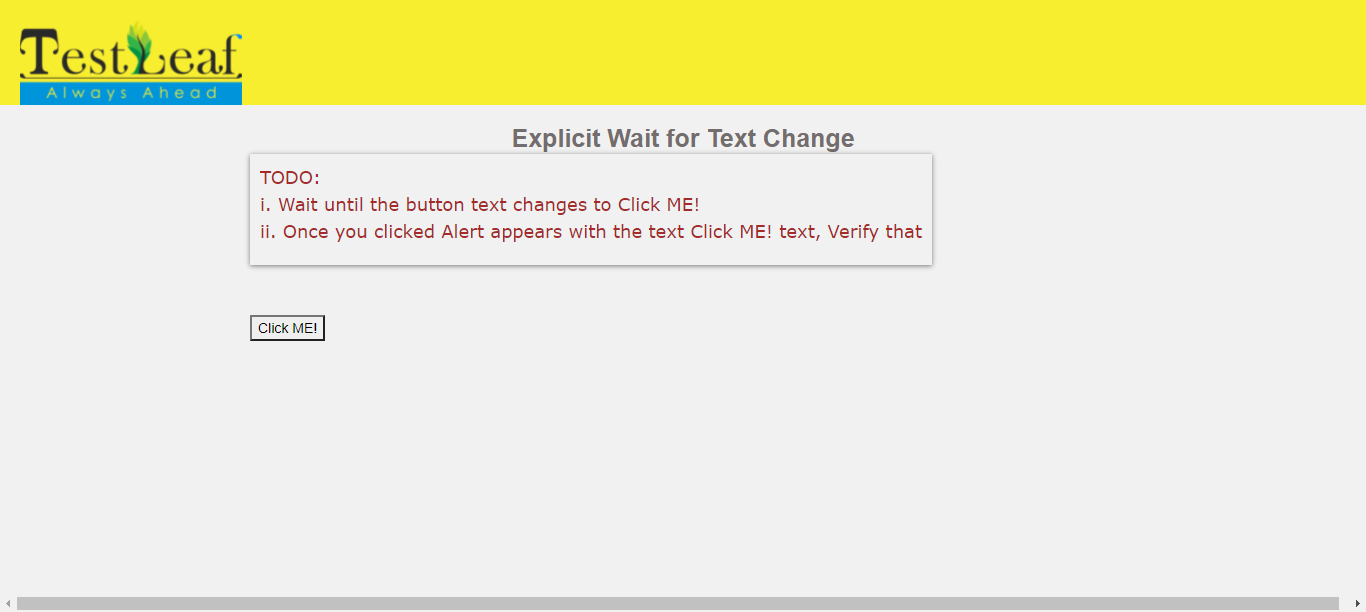 TestLeaf
Always Ahead
Explicit Wait for Text Change
TODO:
i. Wait until the button text changes to Click ME!
ii. Once you clicked Alert appears with the text Click ME! text, Verify that
Click ME!